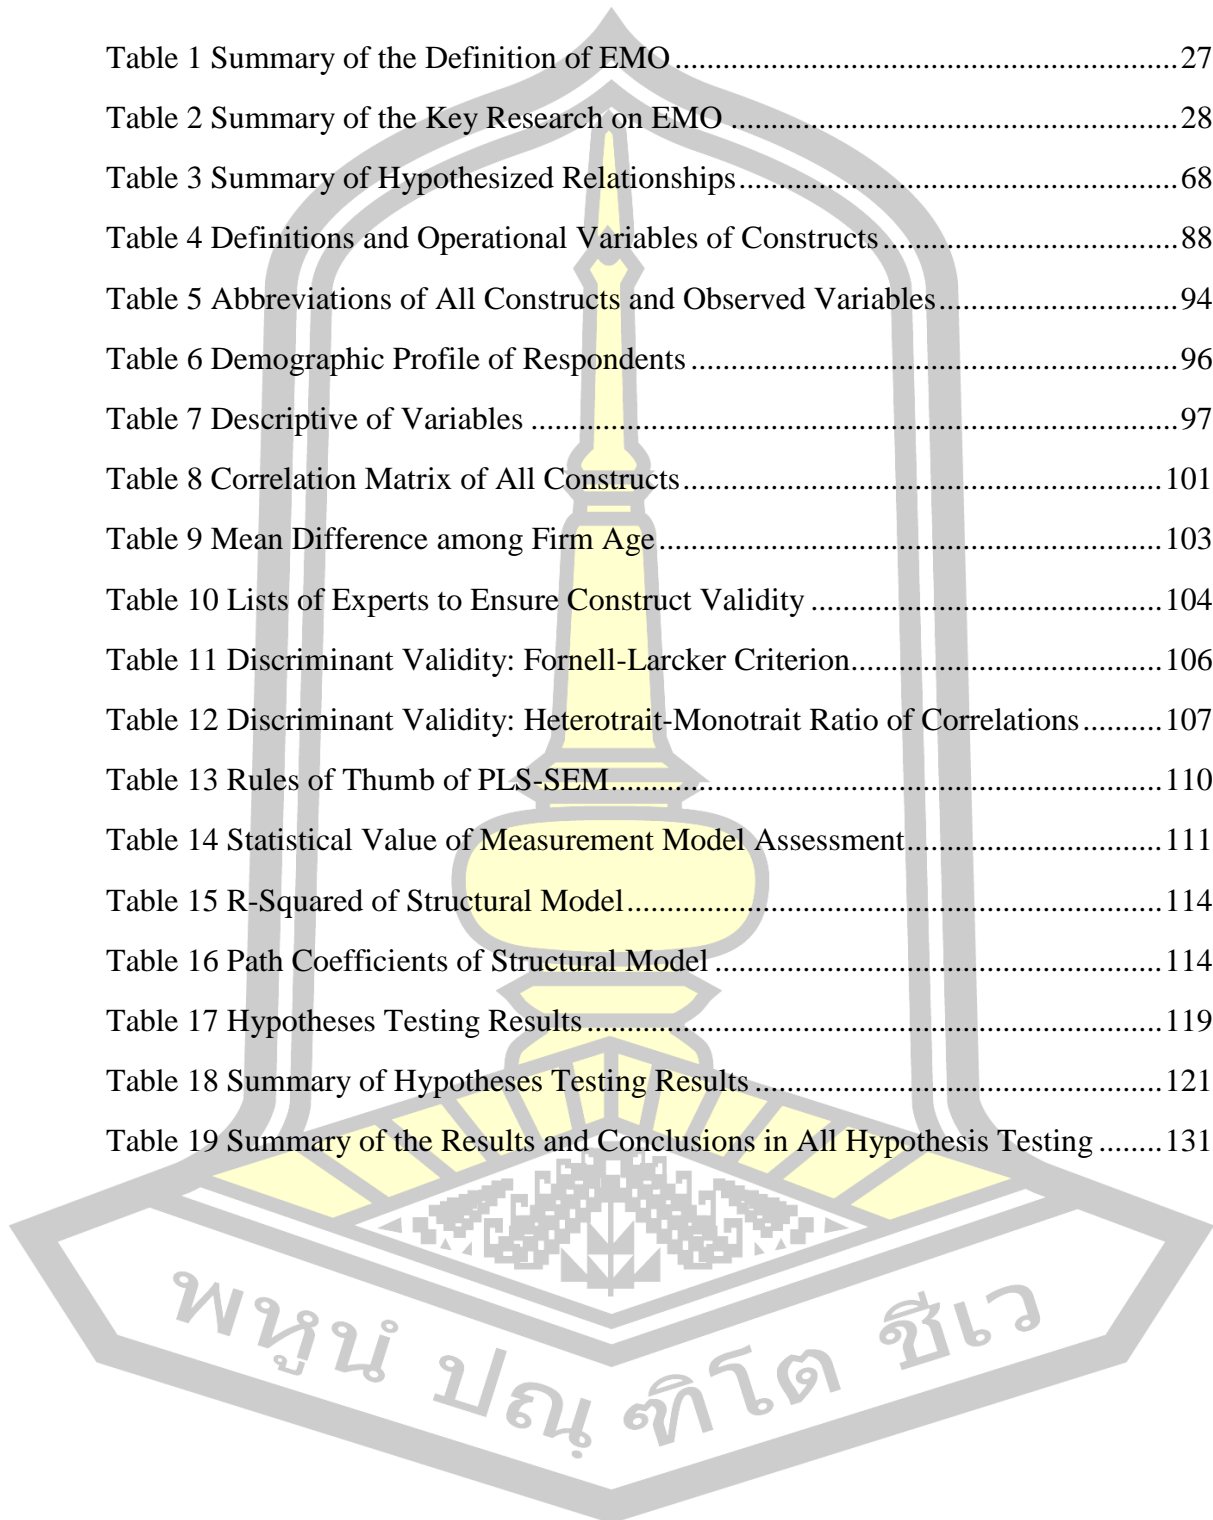 Table 1 Summary of the Definition of EMO ........................................................................... 27
Table 2 Summary of the Key Research on EMO ................................................................... 28
Table 3 Summary of Hypothesized Relationships.................................................................. 68
Table 4 Definitions and Operational Variables of Constructs ............................................ 88
Table 5 Abbreviations of All Constructs and Observed Variables.................................... 94
Table 6 Demographic Profile of Respondents ......................................................................... 96
Table 7 Descriptive of Variables ................................................................................................. 97
Table 8 Correlation Matrix of All Constructs........................................................................ 101
Table 9 Mean Difference among Firm Age ............................................................................ 103
Table 10 Lists of Experts to Ensure Construct Validity ..................................................... 104
Table 11 Discriminant Validity: Fornell-Larcker Criterion............................................... 106
Table 12 Discriminant Validity: Heterotrait-Monotrait Ratio of Correlations ........... 107
Table 13 Rules of Thumb of PLS-SEM................................................................................... 110
Table 14 Statistical Value of Measurement Model Assessment....................................... 111
Table 15 R-Squared of Structural Model ................................................................................. 114
Table 16 Path Coefficients of Structural Model .................................................................... 114
Table 17 Hypotheses Testing Results ....................................................................................... 119
Table 18 Summary of Hypotheses Testing Results .............................................................. 121
Table 19 Summary of the Results and Conclusions in All Hypothesis Testing ........ 131
พหูนํ ปณฺฑิโต ชีเว